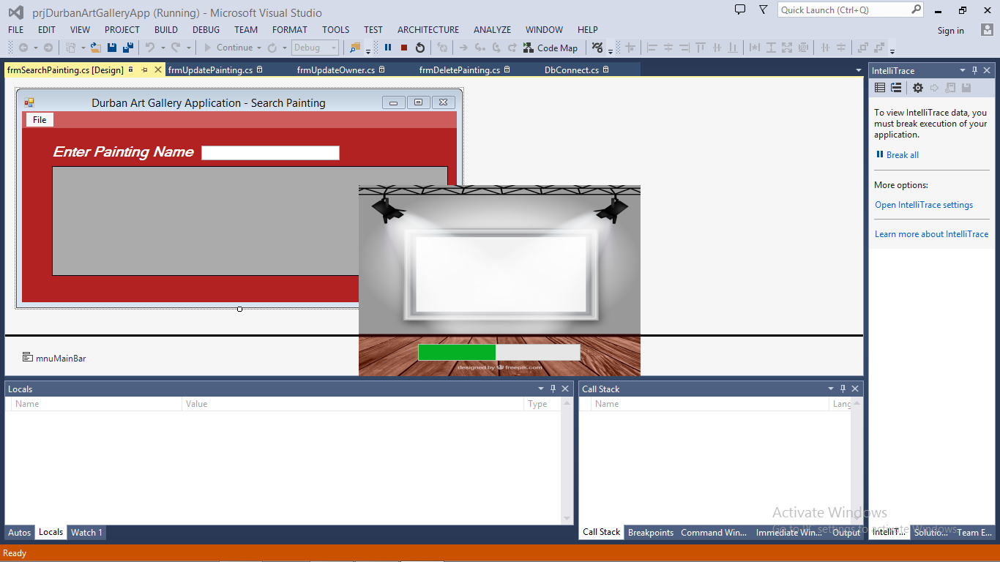 prjDurbanArtGalleryApp (Running) - Microsoft Visual Studio
Quick Launch (Ctrl+Q)
FILE EDIT VIEW PROJECT BUILD DEBUG TEAM FORMAT TOOLS TEST ARCHITECTURE ANALYZE WINDOW HELP
Sign in
Continue Debug Code Map
frmSearchPainting.cs [Design] frmUpdatePainting.cs frmUpdateOwner.cs frmDeletePainting.cs DbConnect.cs
Durban Art Gallery Application - Search Painting
File
Enter Painting Name
designed by freepik.com
mnuMainBar
IntelliTrace
To view IntelliTrace data, you
must break execution of your
application.
Break all
More options:
Open IntelliTrace settings
Learn more about IntelliTrace
Locals
Name Value Type
Autos Locals Watch 1
Call Stack
Name Lang
Call Stack Breakpoints Command Win... Immediate Win... Output
IntelliT... Solutio... Team E...
Activate Windows
Go to PC settings to activate Windows.
Ready